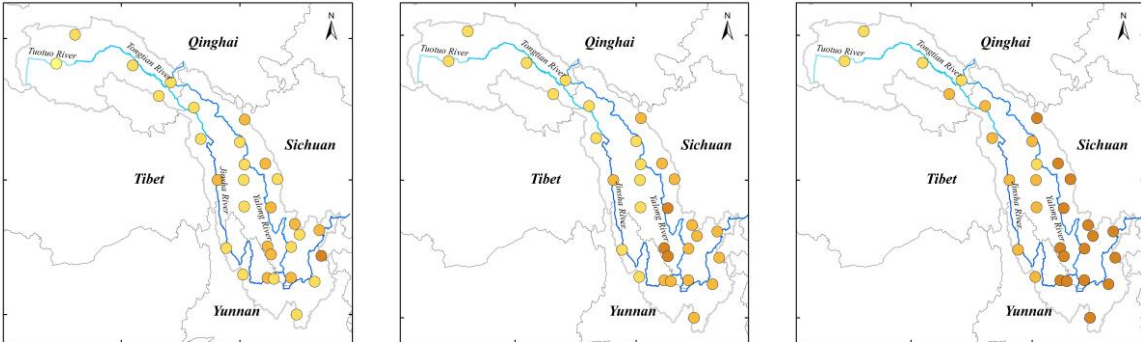 N
Qinghai
Tuotuo River
Tongtian River
Sichuan
Tibet
Jinsha River
Yalong River
Yunnan
N
Qinghai
Tuotuo River
Tongtian River
Sichuan
Tibet
Jinsha River
Yalong River
Yunnan
N
Qinghai
Tuotuo River
Tongtian River
Sichuan
Tibet
Jinsha River
Yalong River
Yunnan